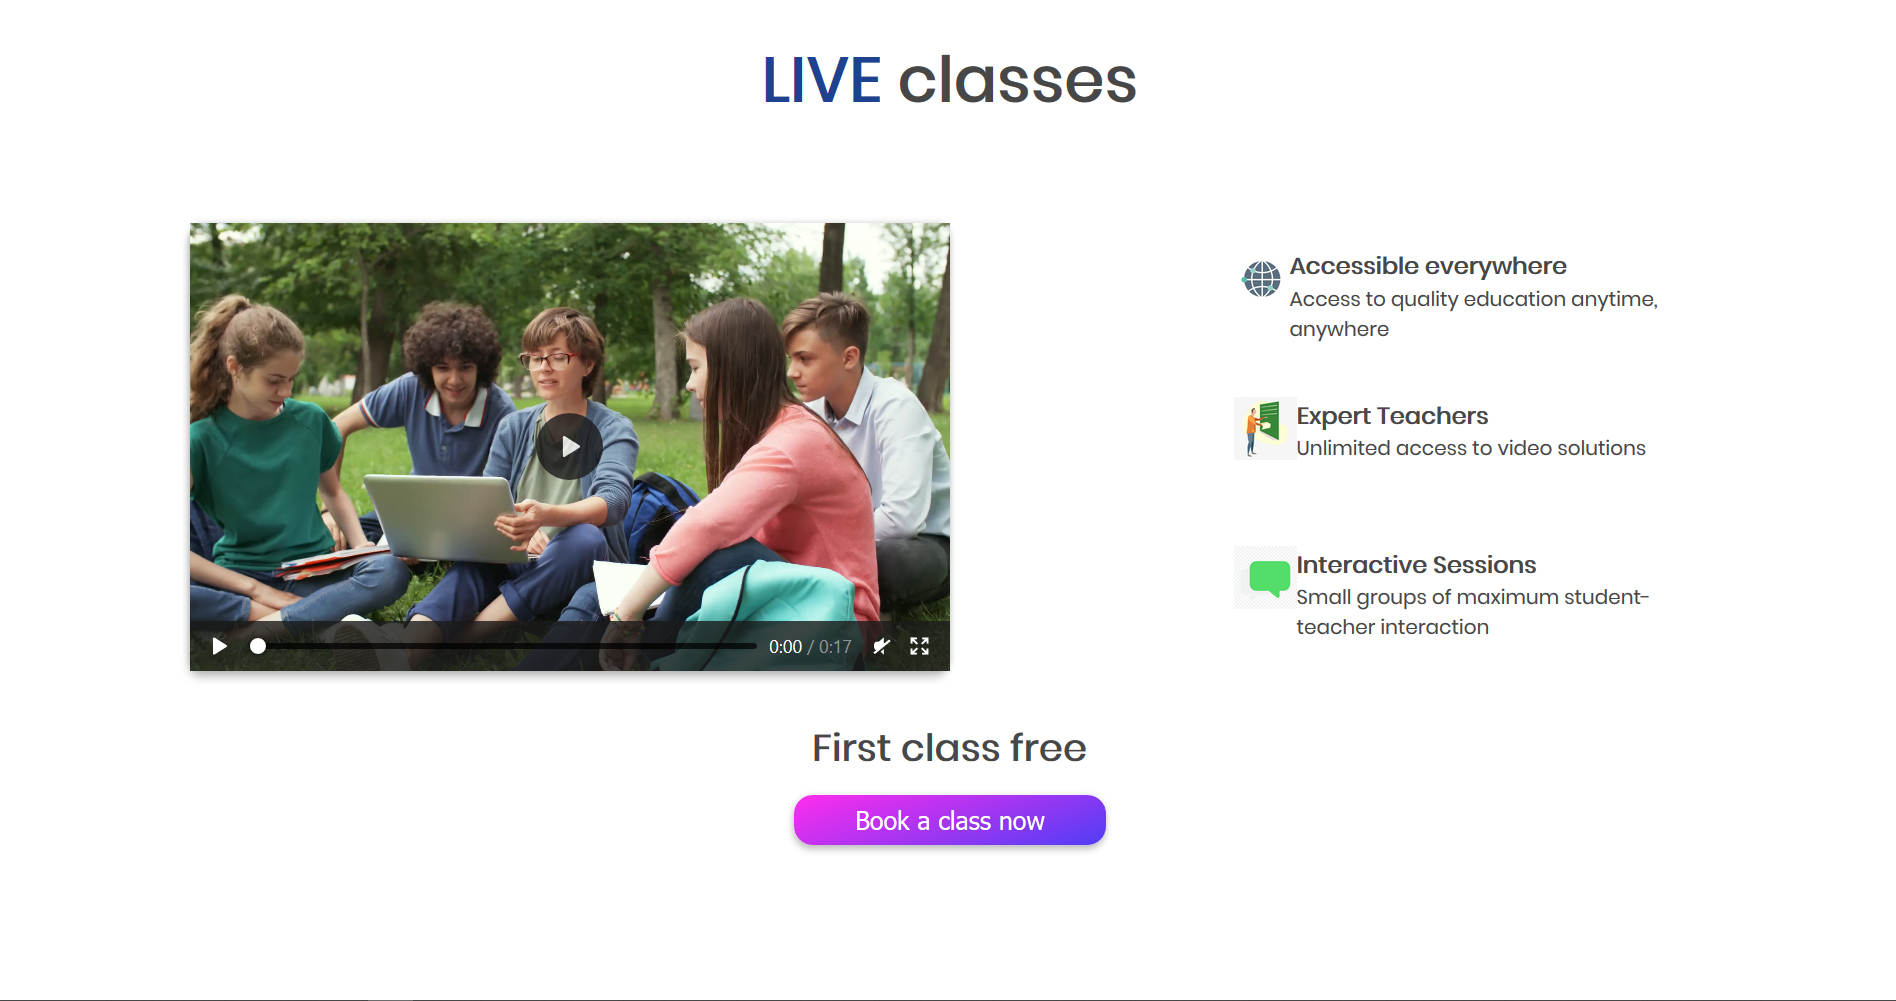 LIVE classes
Accessible everywhere
Access to quality education anytime,
anywhere
Expert Teachers
Unlimited access to video solutions
Interactive Sessions
Small groups of maximum student-
teacher interaction
0:00 / 0:17
First class free
Book a class now